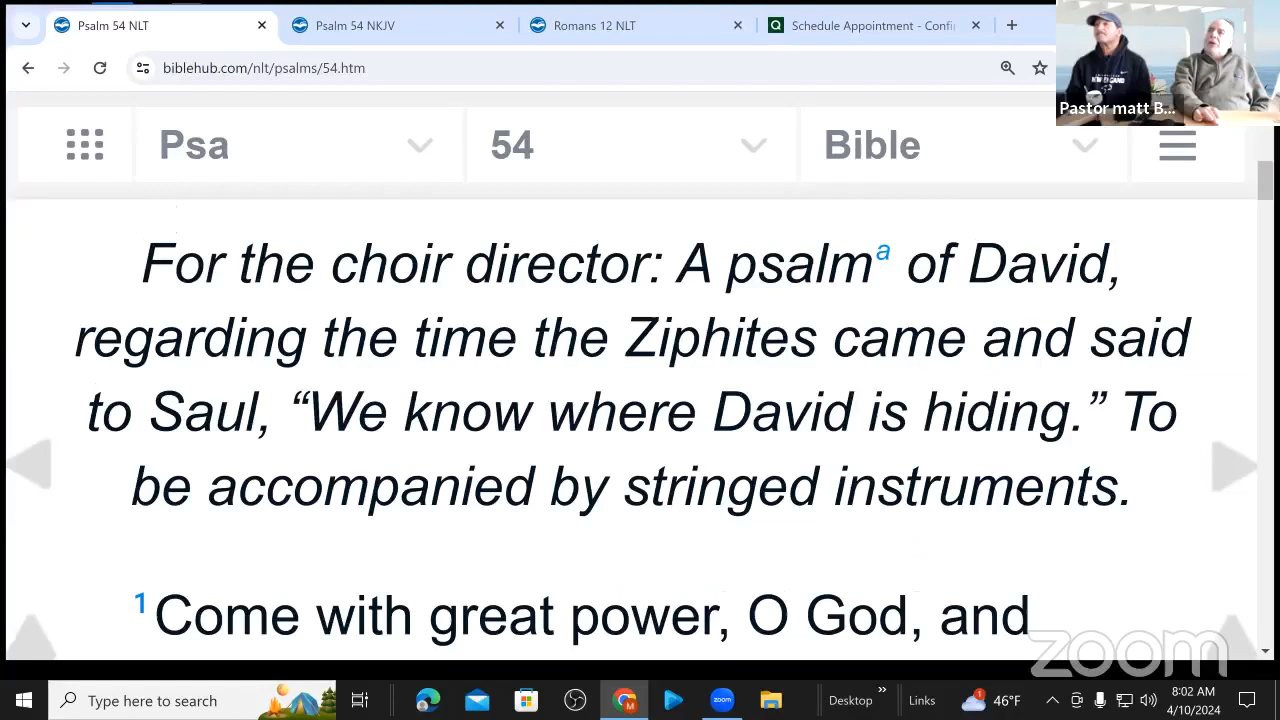 Psalm 54 NLT
Psalm 54 NKJV
Romans 12 NLT
Schedule Appointment - Confi
biblehub.com/nlt/psalms/54.htm
Pastor matt B...
Psa
54
Bible
For the choir director: A psalmᵃ of David,
regarding the time the Ziphites came and said
to Saul, “We know where David is hiding.” To
be accompanied by stringed instruments.
1 Come with great power, O God, and
zoom
Type here to search
zoom
Desktop
Links
1
46°F
8:02 AM
4/10/2024